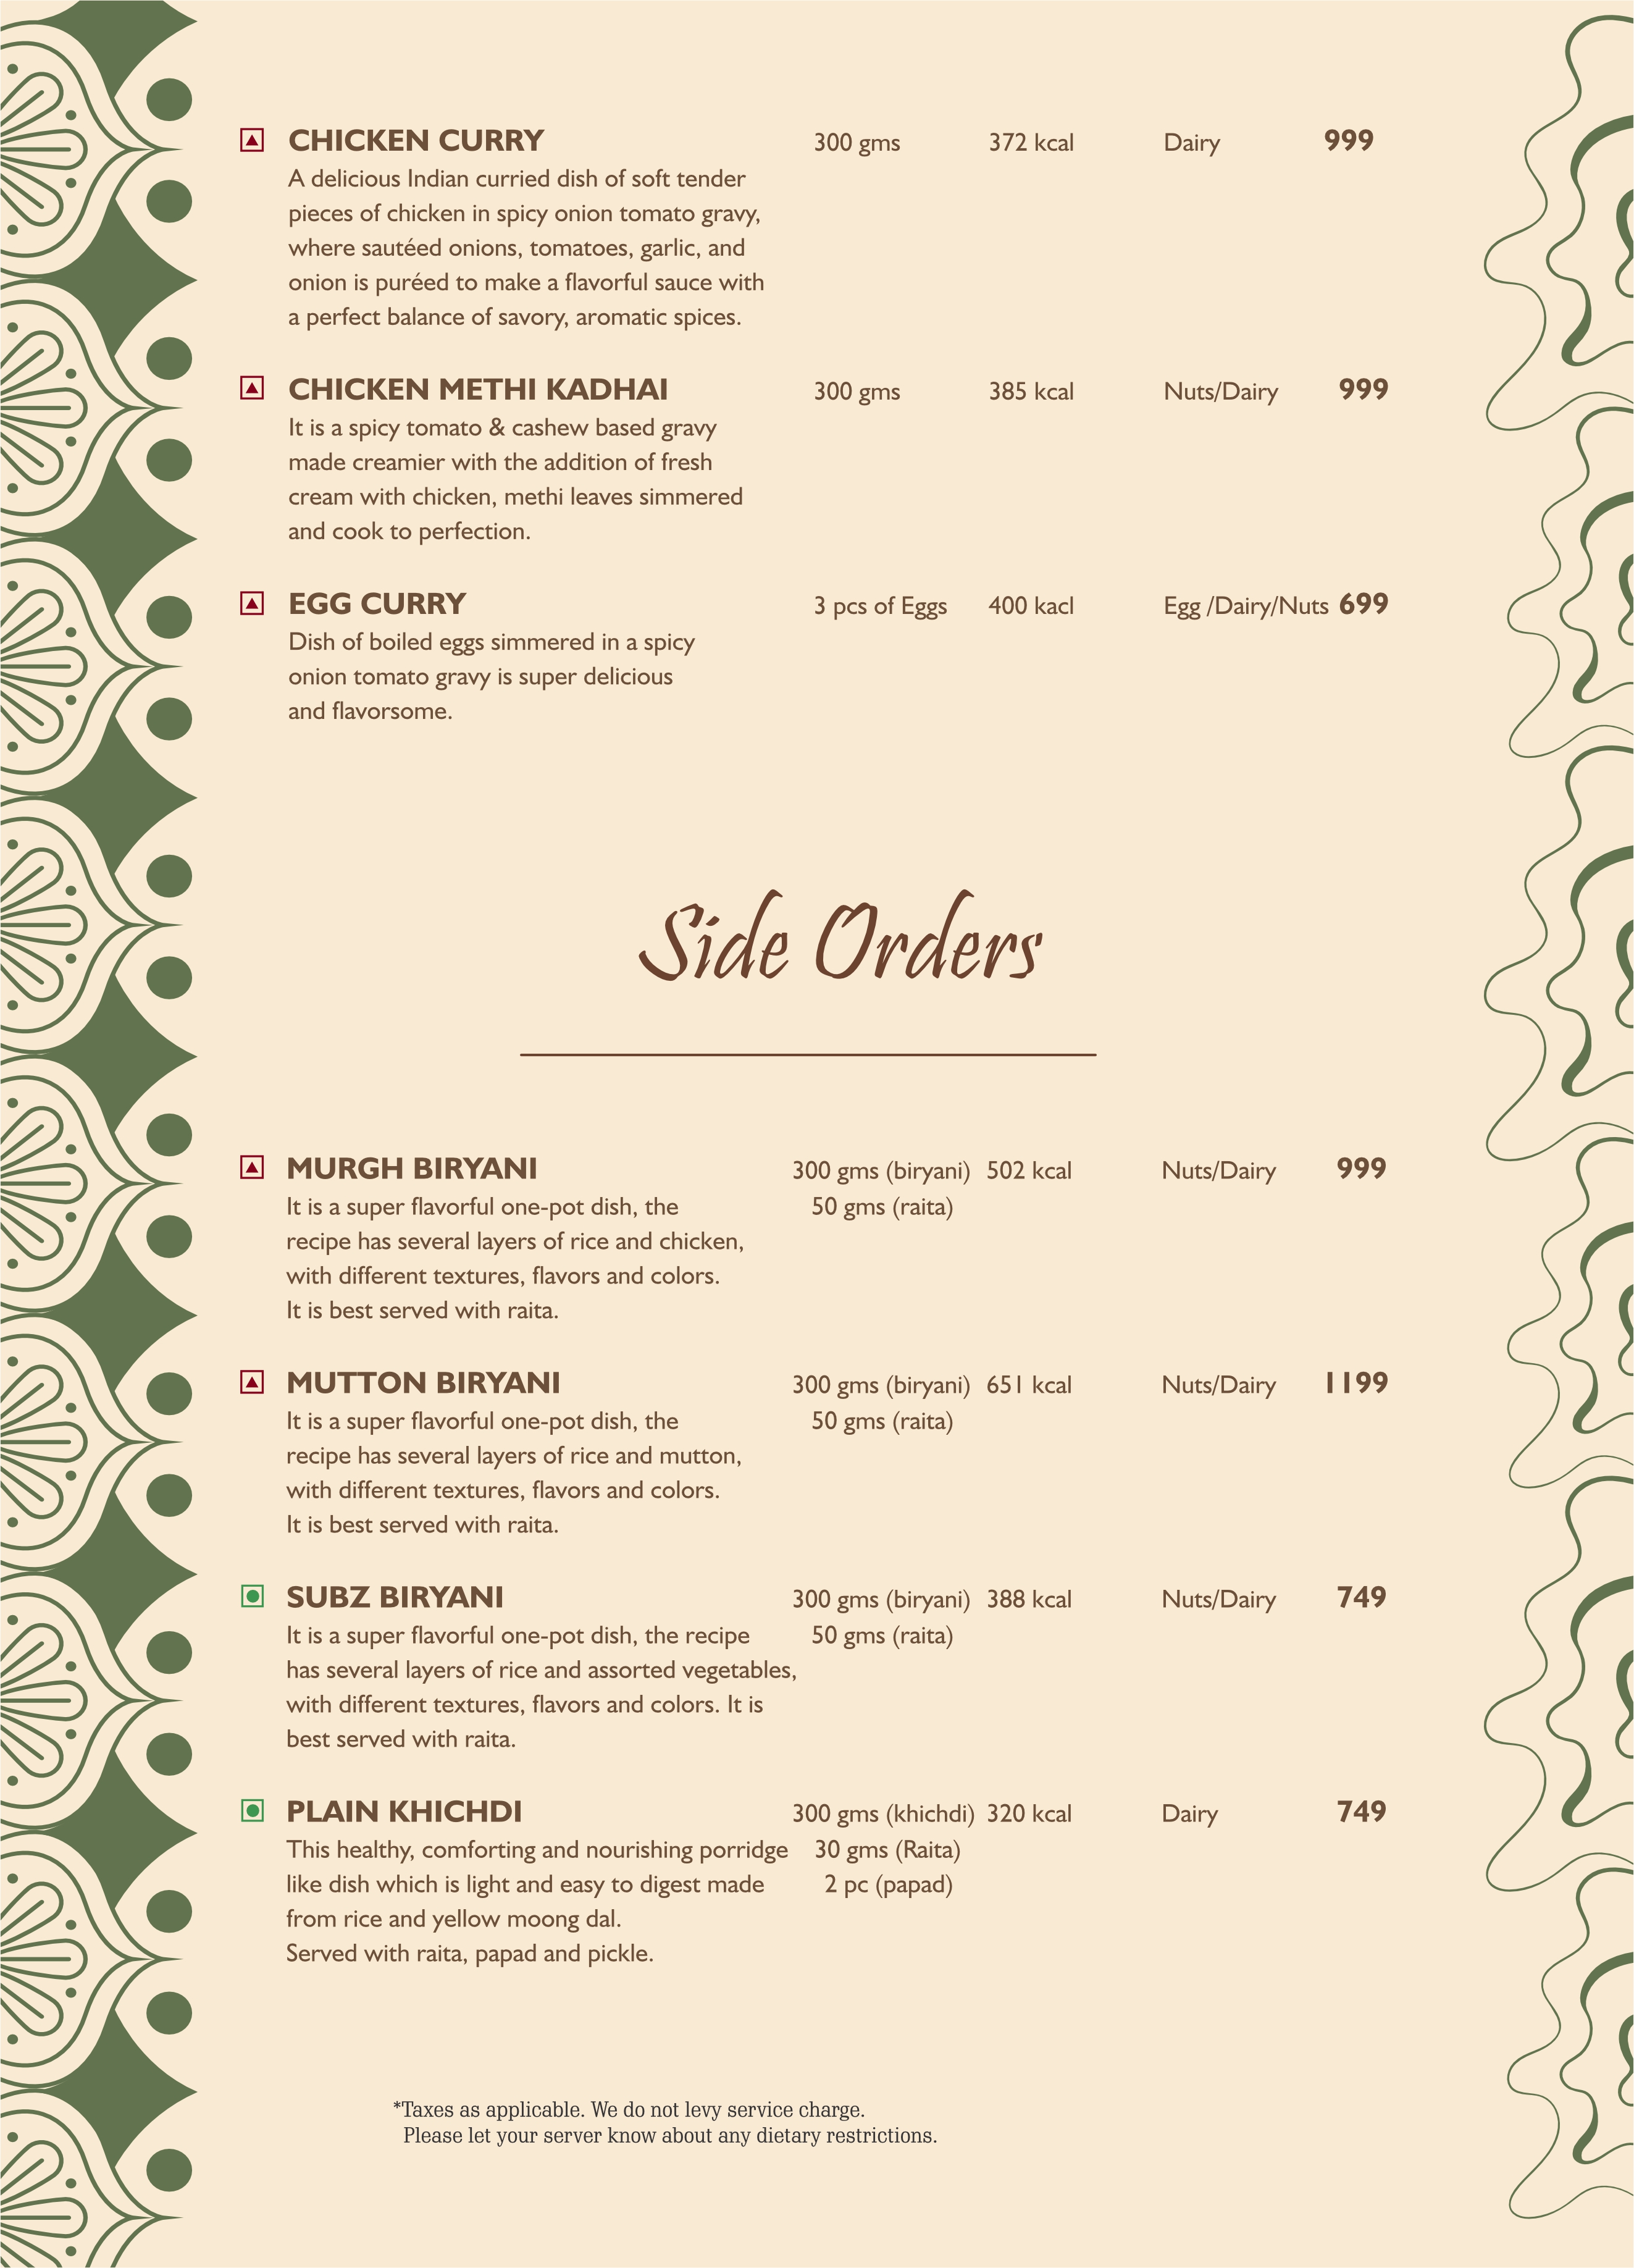 CHICKEN CURRY 300 gms 372 kcal Dairy 999
A delicious Indian curried dish of soft tender
pieces of chicken in spicy onion tomato gravy,
where sautéed onions, tomatoes, garlic, and
onion is puréed to make a flavorful sauce with
a perfect balance of savory, aromatic spices.
CHICKEN METHI KADHAI 300 gms 385 kcal Nuts/Dairy 999
It is a spicy tomato & cashew based gravy
made creamier with the addition of fresh
cream with chicken, methi leaves simmered
and cook to perfection.
EGG CURRY 3 pcs of Eggs 400 kacl Egg /Dairy/Nuts 699
Dish of boiled eggs simmered in a spicy
onion tomato gravy is super delicious
and flavorsome.
Side Orders
MURGH BIRYANI 300 gms (biryani) 502 kcal Nuts/Dairy 999
It is a super flavorful one-pot dish, the 50 gms (raita)
recipe has several layers of rice and chicken,
with different textures, flavors and colors.
It is best served with raita.
MUTTON BIRYANI 300 gms (biryani) 651 kcal Nuts/Dairy 1199
It is a super flavorful one-pot dish, the 50 gms (raita)
recipe has several layers of rice and mutton,
with different textures, flavors and colors.
It is best served with raita.
SUBZ BIRYANI 300 gms (biryani) 388 kcal Nuts/Dairy 749
It is a super flavorful one-pot dish, the recipe 50 gms (raita)
has several layers of rice and assorted vegetables,
with different textures, flavors and colors. It is
best served with raita.
PLAIN KHICHDI 300 gms (khichdi) 320 kcal Dairy 749
This healthy, comforting and nourishing porridge 30 gms (Raita)
like dish which is light and easy to digest made 2 pc (papad)
from rice and yellow moong dal.
Served with raita, papad and pickle.
*Taxes as applicable. We do not levy service charge.
Please let your server know about any dietary restrictions.